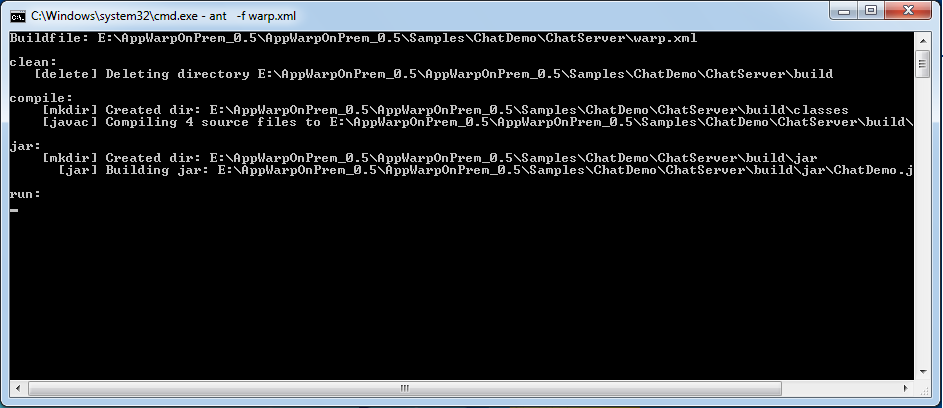 C:\Windows\system32\cmd.exe - ant -f warp.xml
Buildfile: E:\AppWarpOnPrem_0.5\AppWarpOnPrem_0.5\Samples\ChatDemo\ChatServer\warp.xml
clean:
[delete] Deleting directory E:\AppWarpOnPrem_0.5\AppWarpOnPrem_0.5\Samples\ChatDemo\ChatServer\build
compile:
[mkdir] Created dir: E:\AppWarpOnPrem_0.5\AppWarpOnPrem_0.5\Samples\ChatDemo\ChatServer\build\classes
[javac] Compiling 4 source files to E:\AppWarpOnPrem_0.5\AppWarpOnPrem_0.5\Samples\ChatDemo\ChatServer\build\
jar:
[mkdir] Created dir: E:\AppWarpOnPrem_0.5\AppWarpOnPrem_0.5\Samples\ChatDemo\ChatServer\build\jar
[jar] Building jar: E:\AppWarpOnPrem_0.5\AppWarpOnPrem_0.5\Samples\ChatDemo\ChatServer\build\jar\ChatDemo.j
run: